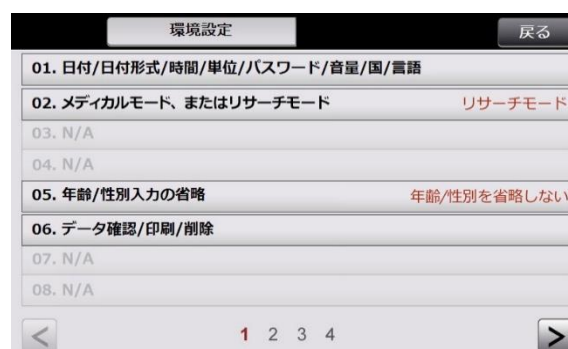 環境設定
戻る
01. 日付/日付形式/時間/単位/パスワード/音量/国/言語
02. メディカルモード、またはリサーチモード リサーチモード
03. N/A
04. N/A
05. 年齢/性別入力の省略 年齢/性別を省略しない
06. データ確認/印刷/削除
07. N/A
08. N/A
< 1 2 3 4 >